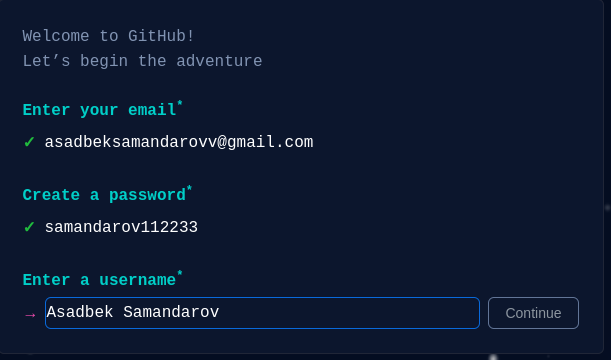 Welcome to GitHub!
Let’s begin the adventure
Enter your email*
✓ asadbeksamandarovv@gmail.com
Create a password*
✓ samandarov112233
Enter a username*
→ Asadbek Samandarov Continue